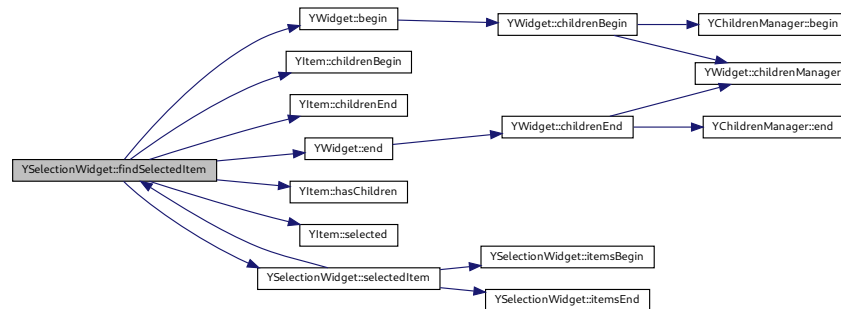 YWidget::begin
YWidget::childrenBegin
YChildrenManager::begin
YItem::childrenBegin
YWidget::childrenManager
YItem::childrenEnd
YWidget::end
YWidget::childrenEnd
YChildrenManager::end
YSelectionWidget::findSelectedItem
YItem::hasChildren
YItem::selected
YSelectionWidget::selectedItem
YSelectionWidget::itemsBegin
YSelectionWidget::itemsEnd